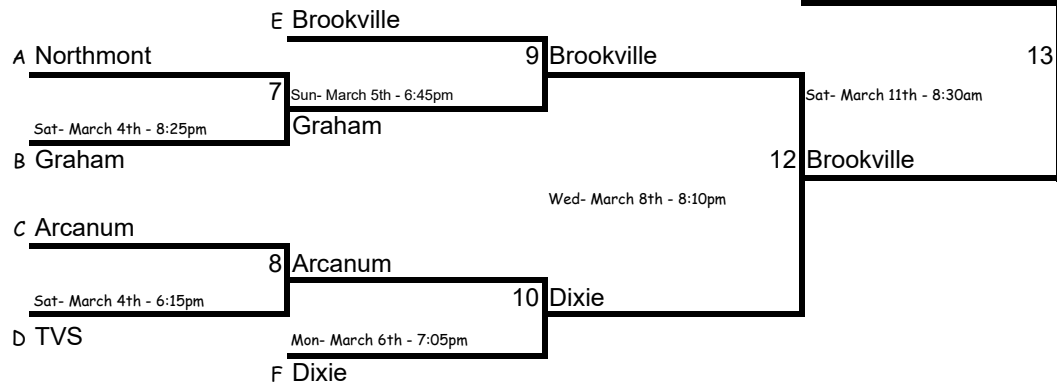 E Brookville
A Northmont
9 Brookville
13
7
Sun- March 5th - 6:45pm
Sat- March 11th - 8:30am
Sat- March 4th - 8:25pm
Graham
B Graham
12 Brookville
Wed- March 8th - 8:10pm
C Arcanum
8 Arcanum
Sat- March 4th - 6:15pm
10 Dixie
D TVS
Mon- March 6th - 7:05pm
F Dixie